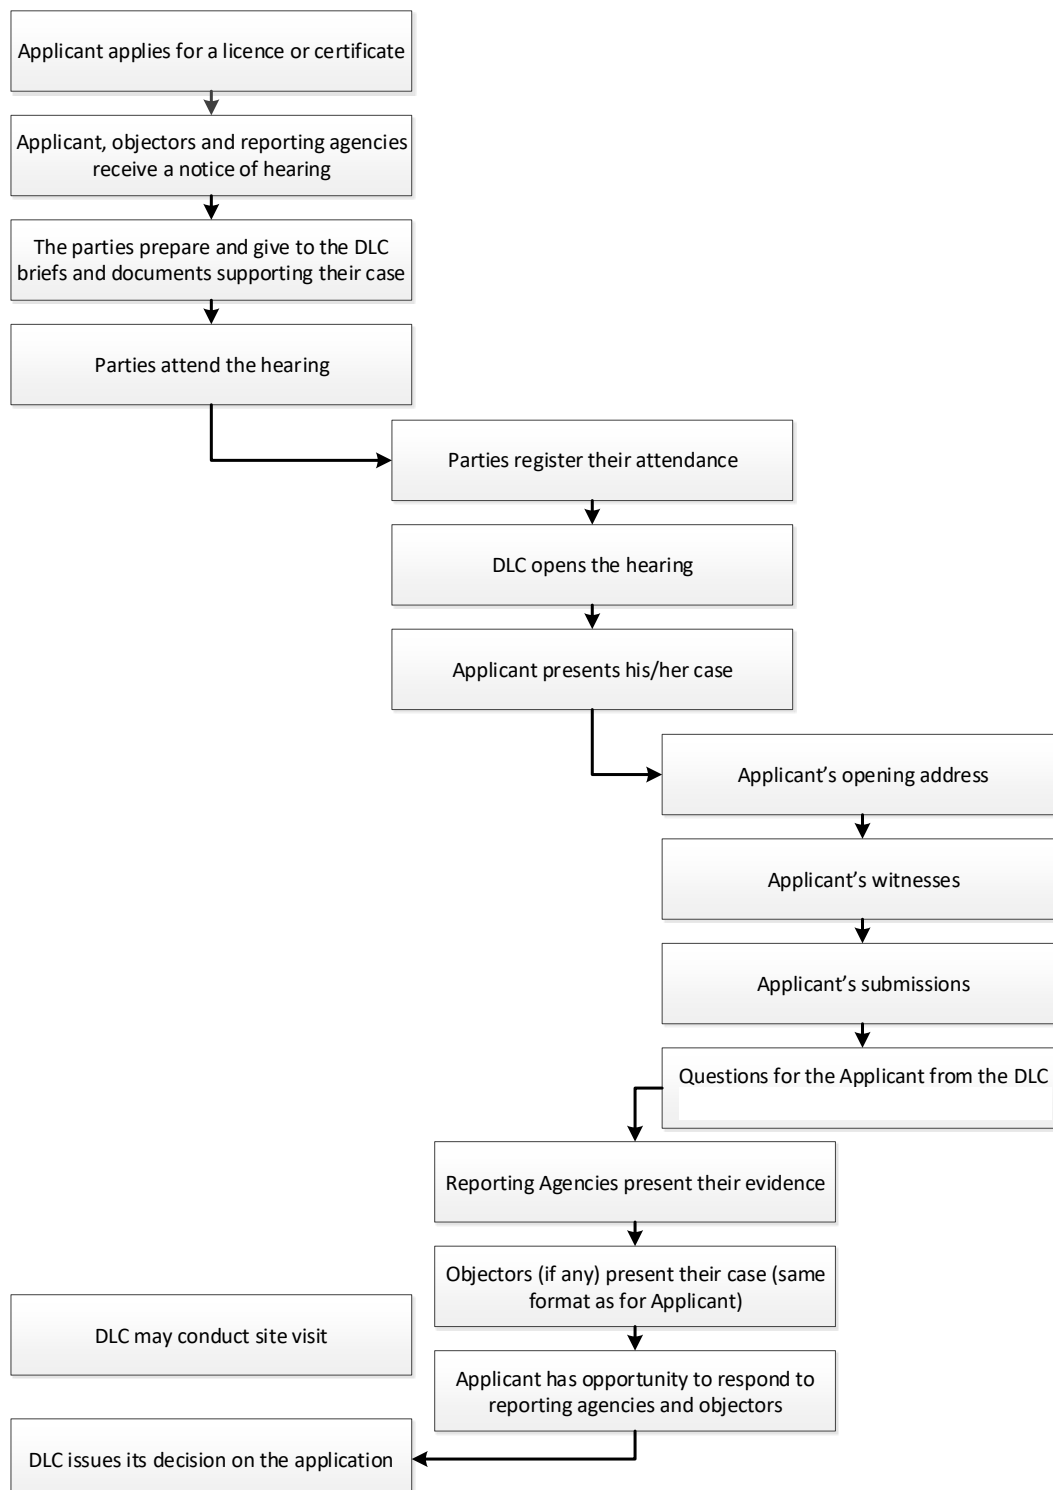 Applicant applies for a licence or certificate
Applicant, objectors and reporting agencies
receive a notice of hearing
The parties prepare and give to the DLC
briefs and documents supporting their case
Parties attend the hearing
Parties register their attendance
DLC opens the hearing
Applicant presents his/her case
Applicant’s opening address
Applicant’s witnesses
Applicant’s submissions
Questions for the Applicant from the DLC
Reporting Agencies present their evidence
Objectors (if any) present their case (same
format as for Applicant)
DLC may conduct site visit
Applicant has opportunity to respond to
reporting agencies and objectors
DLC issues its decision on the application